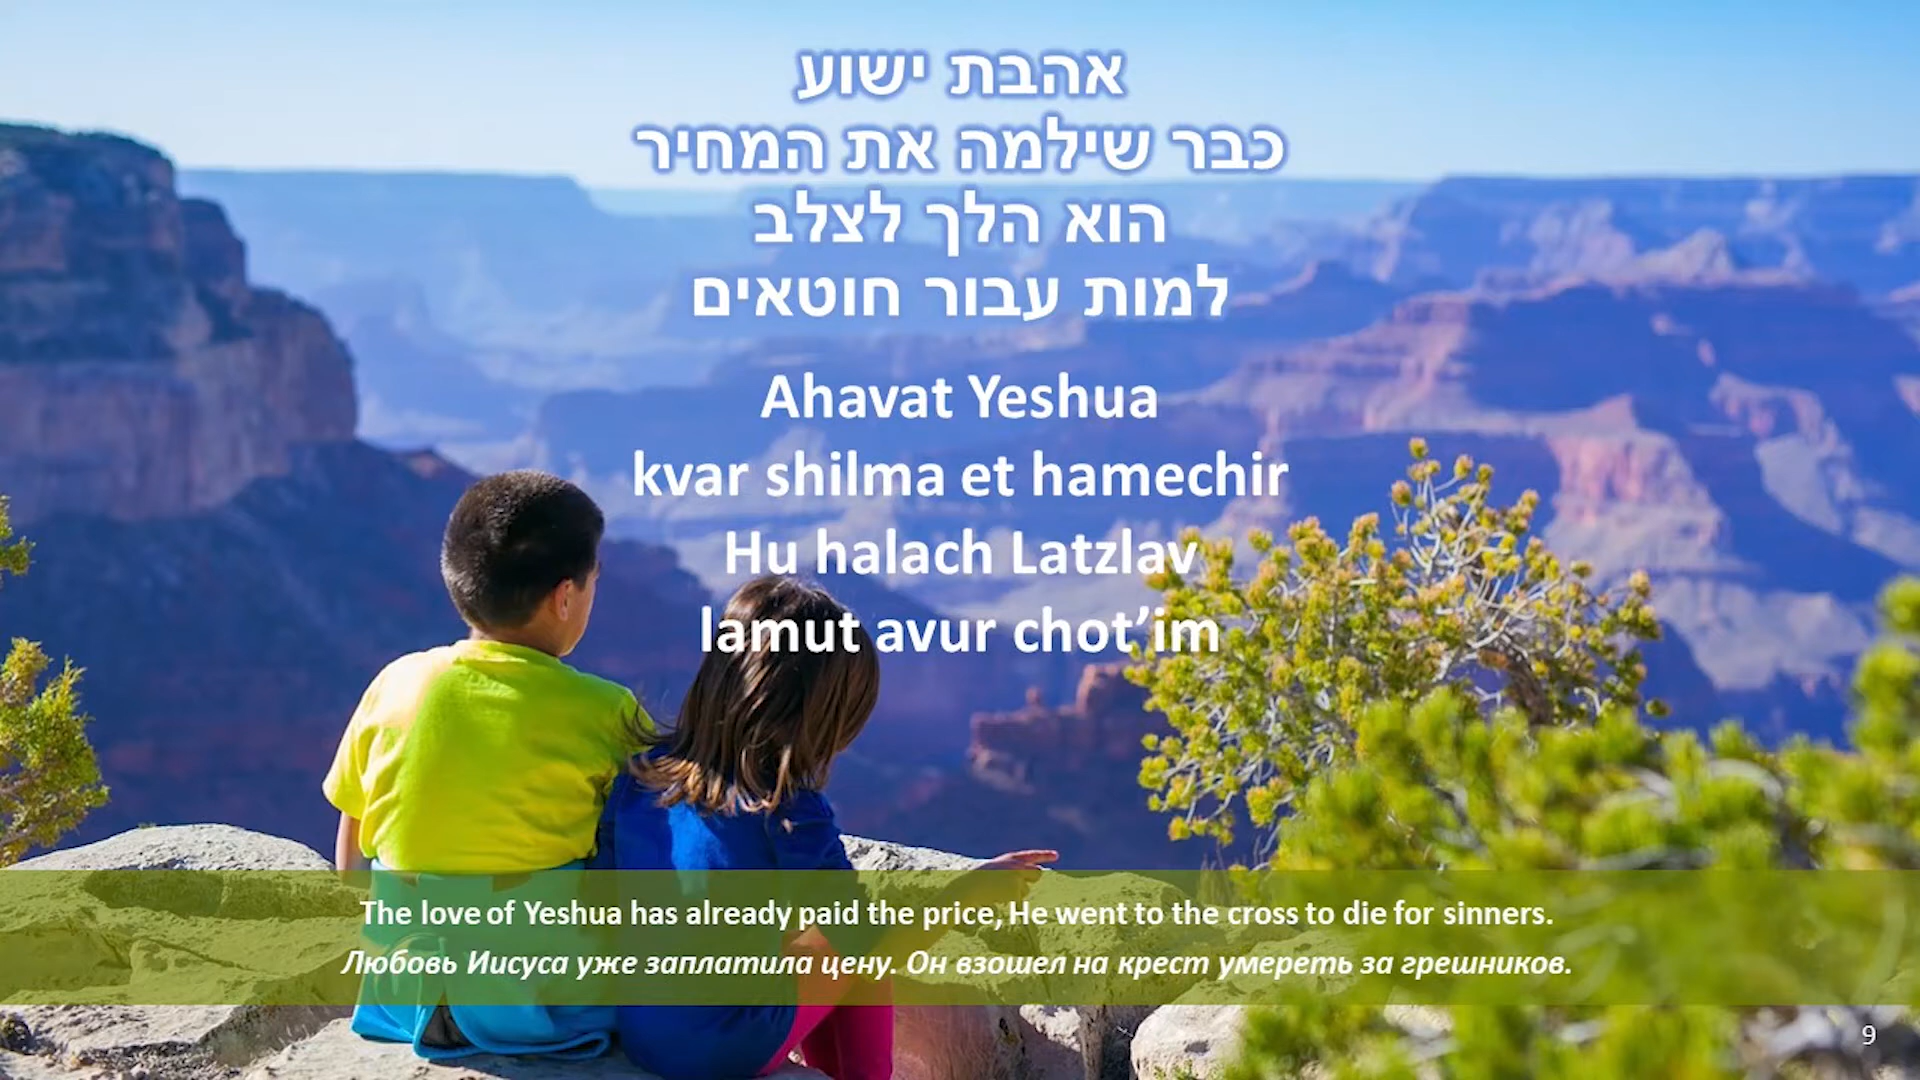 אהבת ישוע
כבר שילמה את המחיר
הוא הלך לצלב
למות עבור חוטאים
Ahavat Yeshua
kvar shilma et hamechir
Hu halach Latzlav
lamut avur chot’im
The love of Yeshua has already paid the price, He went to the cross to die for sinners.
Любовь Иисуса уже заплатила цену. Он взошел на крест умереть за грешников.
9